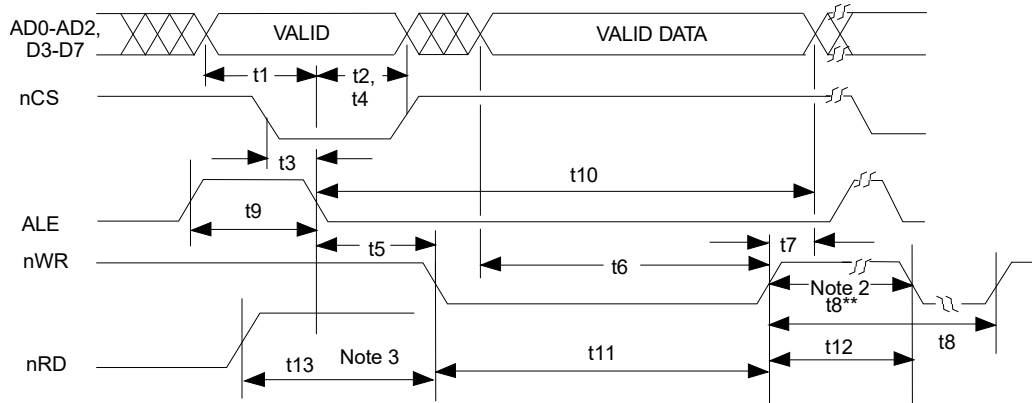 AD0-AD2,
D3-D7
VALID
VALID DATA
t1
t2,
t4
nCS
t3
t10
ALE
t9
t5
t7
nWR
t6
Note 2
t8**
t8
nRD
t13
Note 3
t11
t12